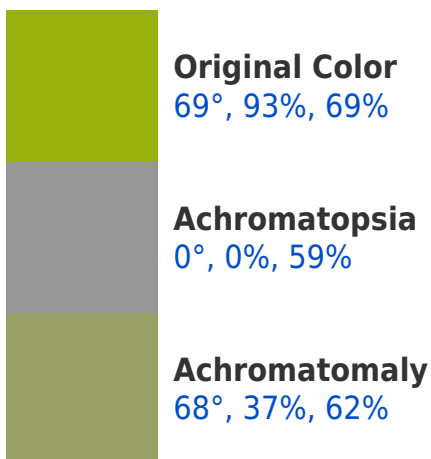 Original Color
69°, 93%, 69%
Achromatopsia
0°, 0%, 59%
Achromatomaly
68°, 37%, 62%